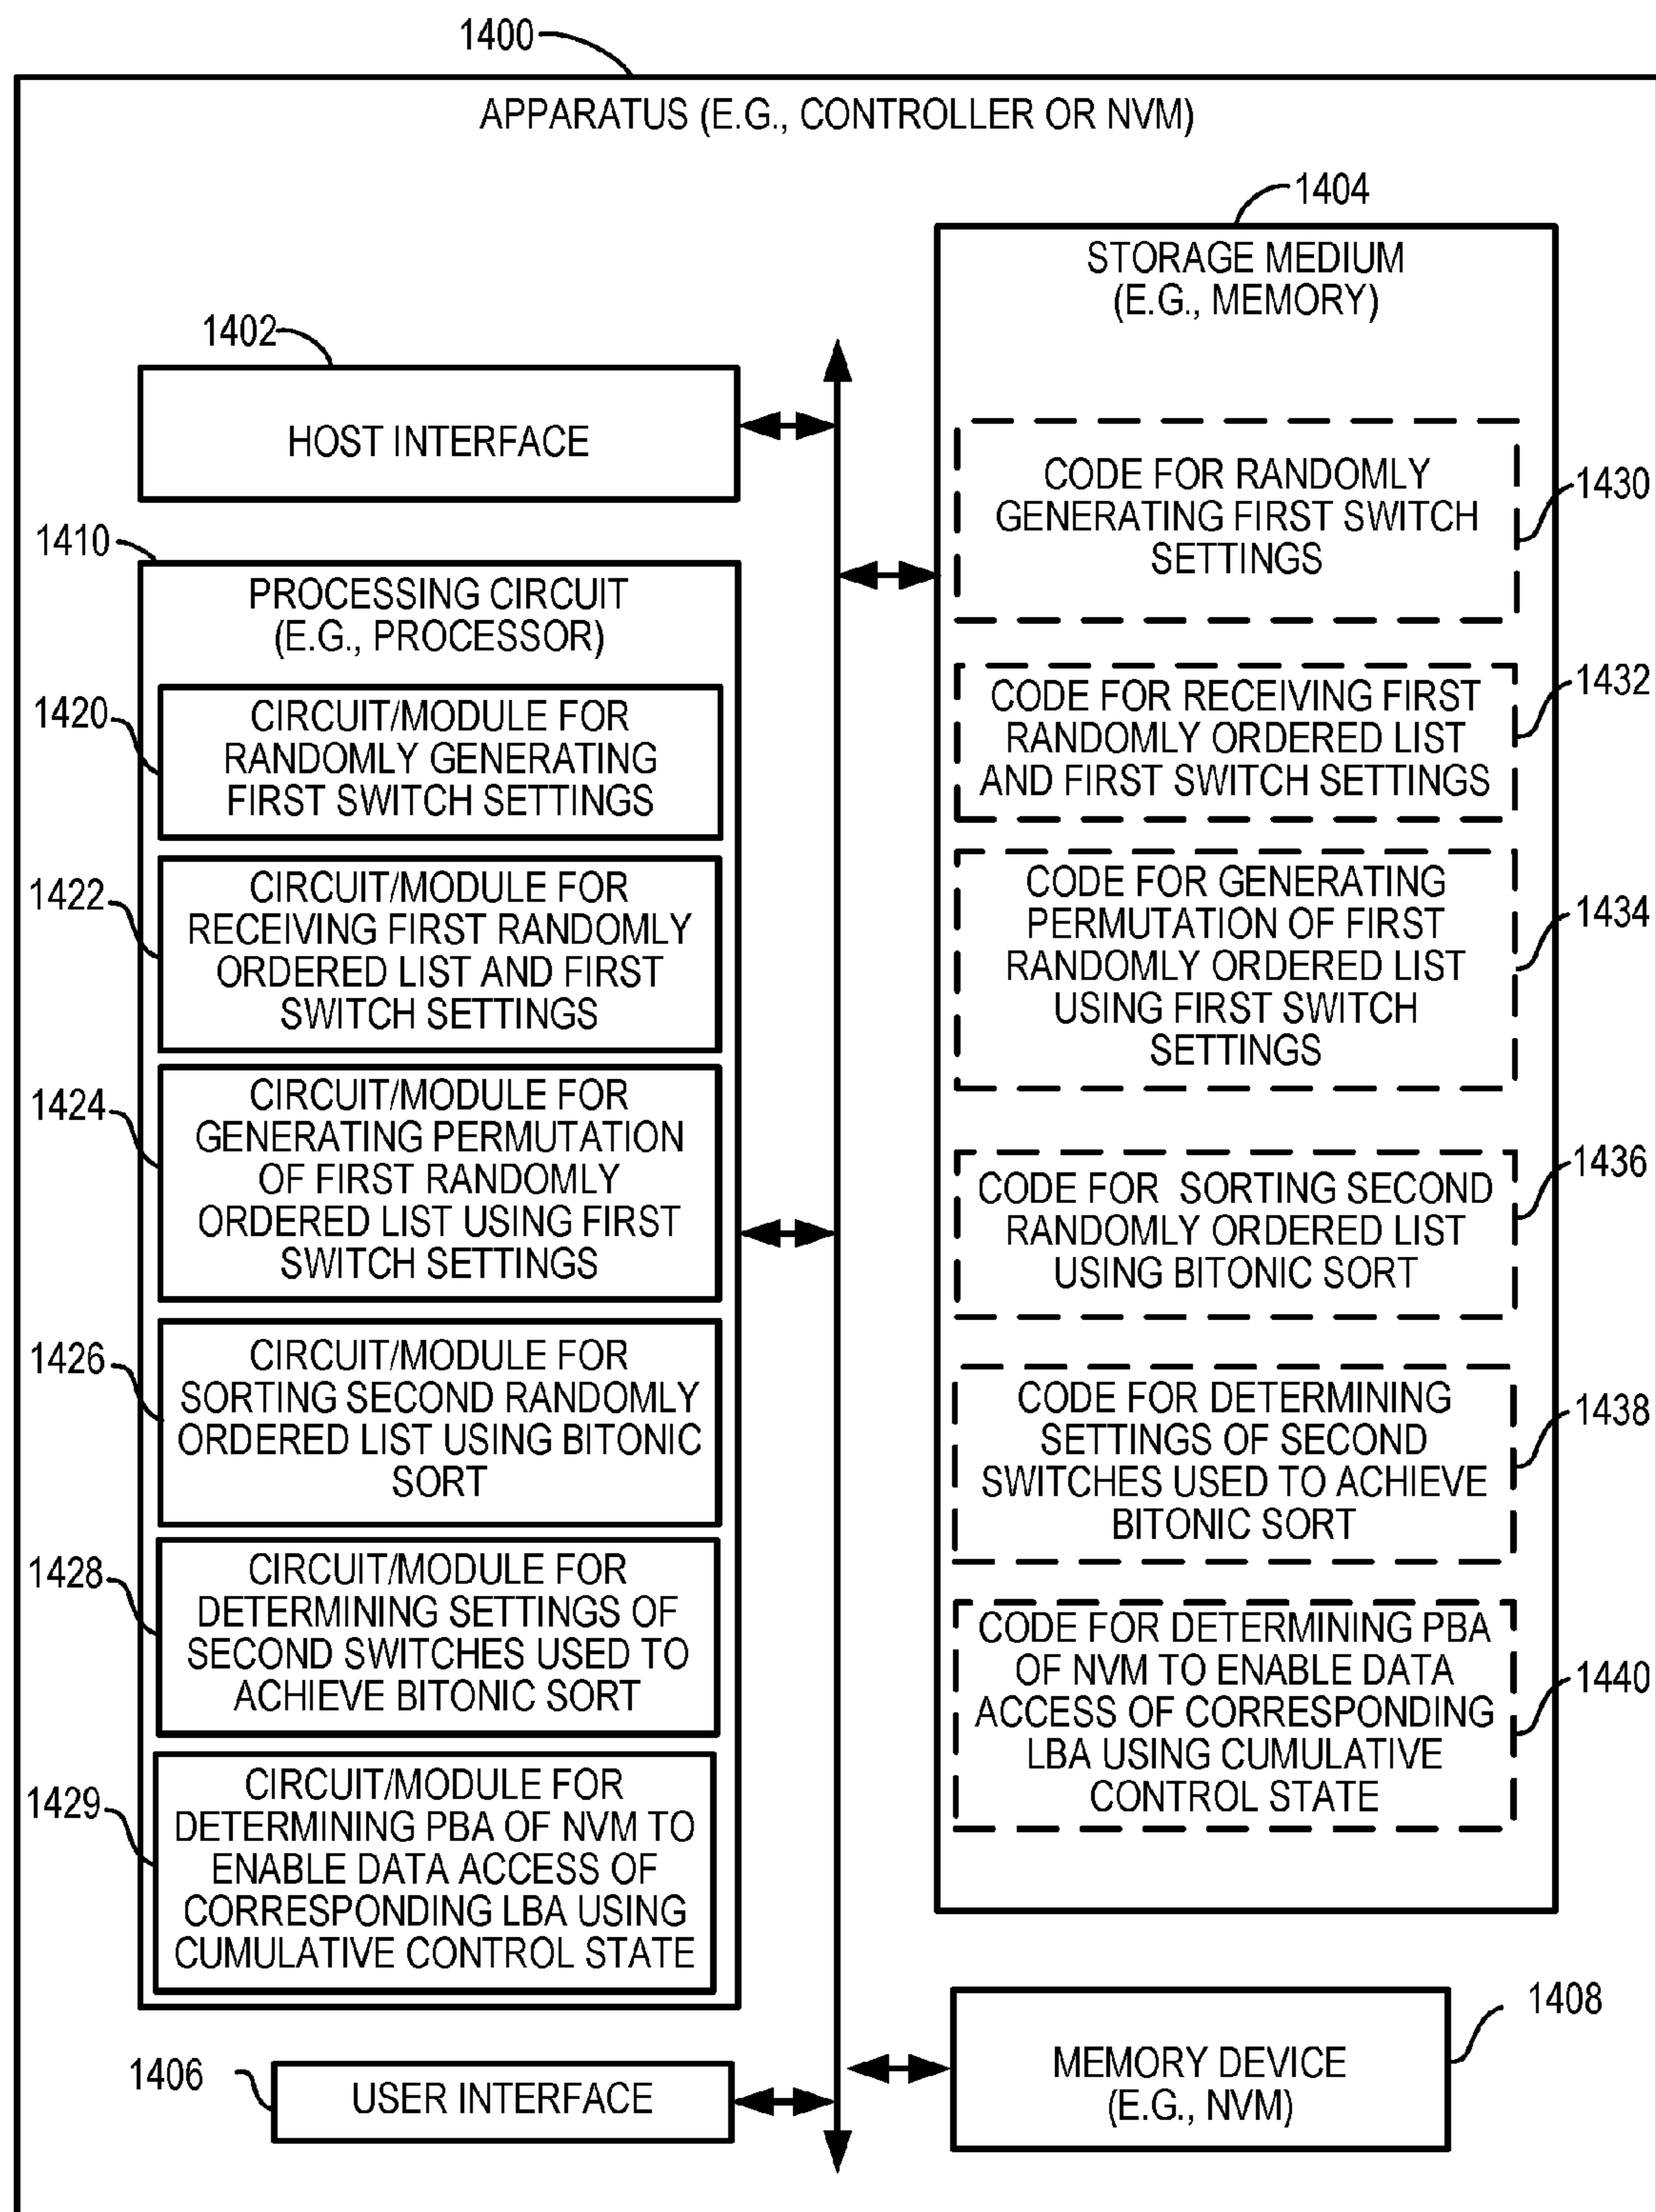 1400
APPARATUS (E.G., CONTROLLER OR NVM)
1402
HOST INTERFACE
1410
PROCESSING CIRCUIT
(E.G., PROCESSOR)
1420
CIRCUIT/MODULE FOR
RANDOMLY GENERATING
FIRST SWITCH SETTINGS
1422
CIRCUIT/MODULE FOR
RECEIVING FIRST RANDOMLY
ORDERED LIST AND FIRST
SWITCH SETTINGS
1424
CIRCUIT/MODULE FOR
GENERATING PERMUTATION
OF FIRST RANDOMLY
ORDERED LIST USING FIRST
SWITCH SETTINGS
1426
CIRCUIT/MODULE FOR
SORTING SECOND RANDOMLY
ORDERED LIST USING BITONIC
SORT
1428
CIRCUIT/MODULE FOR
DETERMINING SETTINGS OF
SECOND SWITCHES USED TO
ACHIEVE BITONIC SORT
1429
CIRCUIT/MODULE FOR
DETERMINING PBA OF NVM TO
ENABLE DATA ACCESS OF
CORRESPONDING LBA USING
CUMULATIVE CONTROL STATE
1406
USER INTERFACE
1404
STORAGE MEDIUM
(E.G., MEMORY)
CODE FOR RANDOMLY
GENERATING FIRST SWITCH
SETTINGS
1430
CODE FOR RECEIVING FIRST
RANDOMLY ORDERED LIST
AND FIRST SWITCH SETTINGS
1432
CODE FOR GENERATING
PERMUTATION OF FIRST
RANDOMLY ORDERED LIST
USING FIRST SWITCH
SETTINGS
1434
CODE FOR SORTING SECOND
RANDOMLY ORDERED LIST
USING BITONIC SORT
1436
CODE FOR DETERMINING
SETTINGS OF SECOND
SWITCHES USED TO ACHIEVE
BITONIC SORT
1438
CODE FOR DETERMINING PBA
OF NVM TO ENABLE DATA
ACCESS OF CORRESPONDING
LBA USING CUMULATIVE
CONTROL STATE
1440
1408
MEMORY DEVICE
(E.G., NVM)